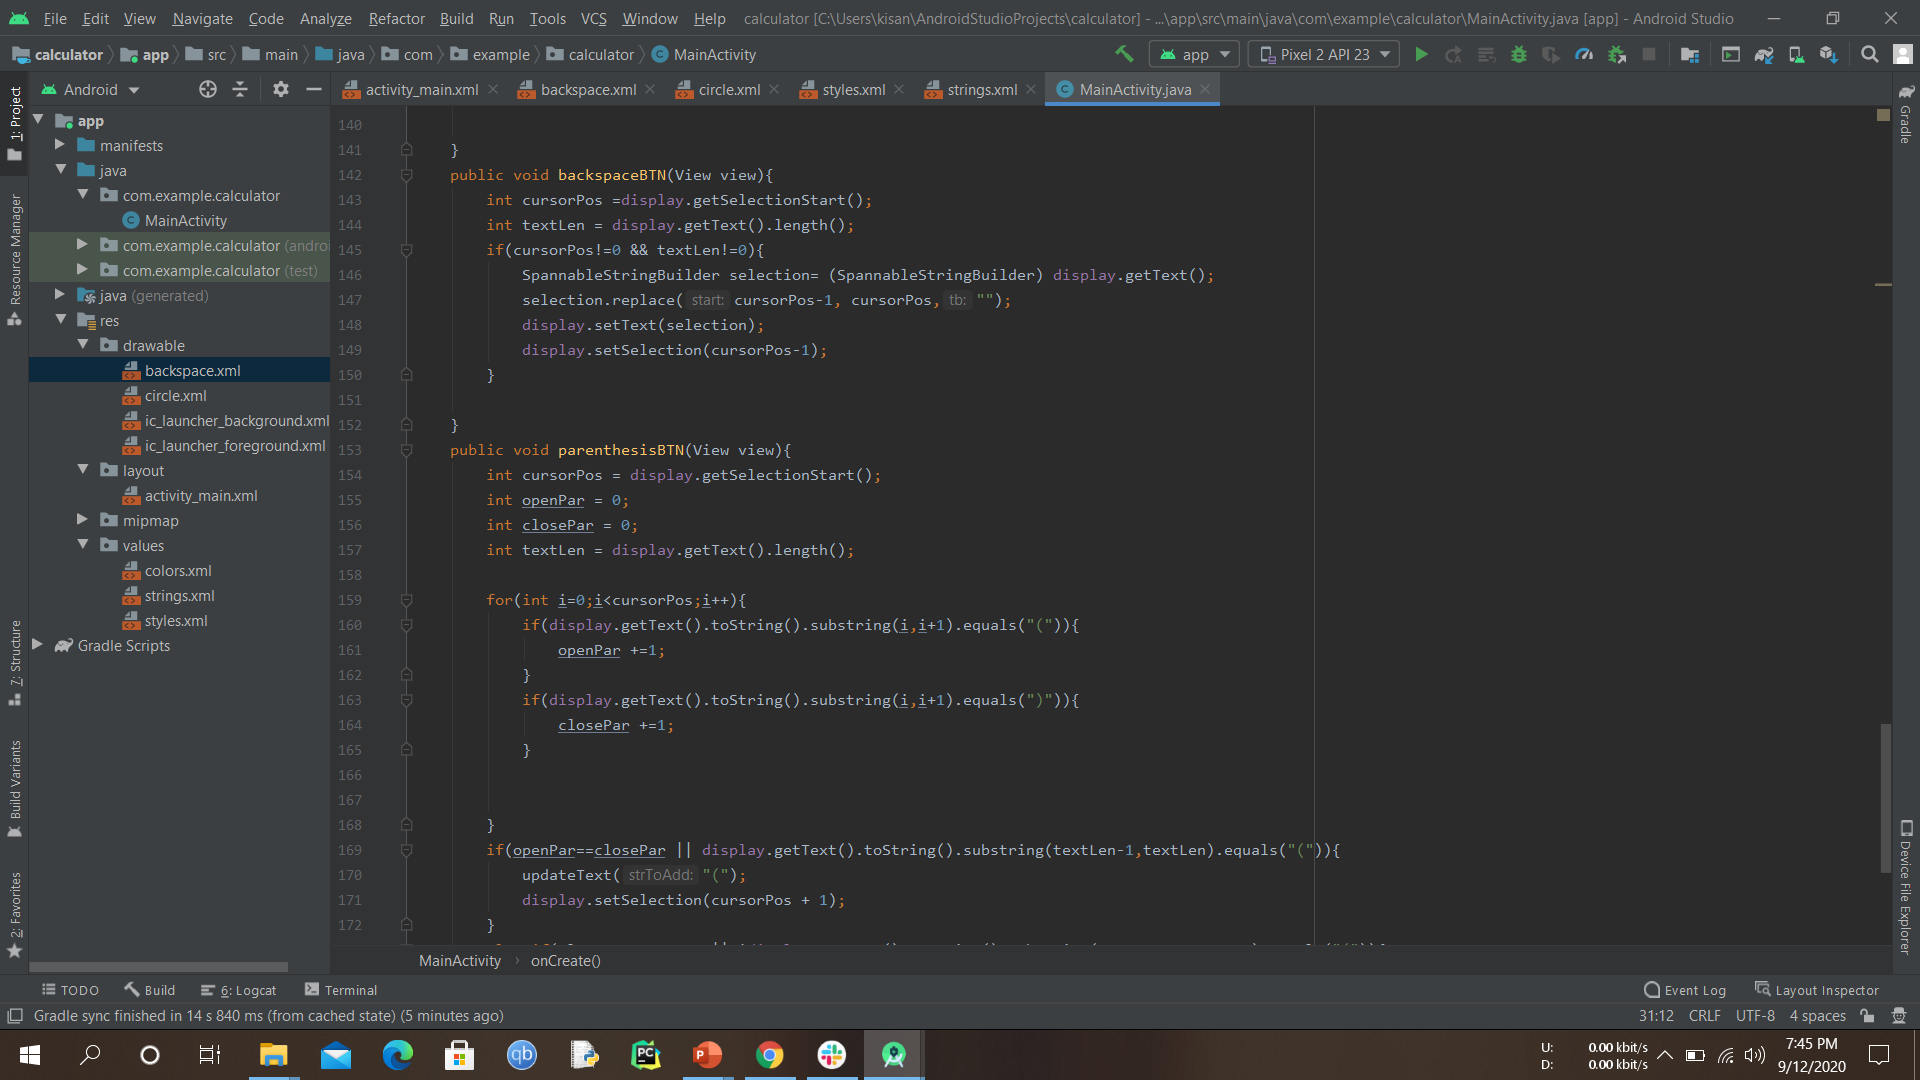 File Edit View Navigate Code Analyze Refactor Build Run Tools VCS Window Help calculator [C:\Users\kisan\AndroidStudioProjects\calculator] - ...\app\src\main\java\com\example\calculator\MainActivity.java [app] - Android Studio
calculator app src main java com example calculator MainActivity app Pixel 2 API 23
Android
activity_main.xml backspace.xml circle.xml styles.xml strings.xml MainActivity.java
1: Project
Resource Manager
7: Structure
Build Variants
2: Favorites
app
manifests
java
com.example.calculator
MainActivity
com.example.calculator (andro
com.example.calculator (test)
java (generated)
res
drawable
backspace.xml
circle.xml
ic_launcher_background.xml
ic_launcher_foreground.xml
layout
activity_main.xml
mipmap
values
colors.xml
strings.xml
styles.xml
Gradle Scripts
140
141 }
142 public void backspaceBTN(View view){
143 int cursorPos =display.getSelectionStart();
144 int textLen = display.getText().length();
145 if(cursorPos!=0 && textLen!=0){
146 SpannableStringBuilder selection= (SpannableStringBuilder) display.getText();
147 selection.replace( start: cursorPos-1, cursorPos, tb: "");
148 display.setText(selection);
149 display.setSelection(cursorPos-1);
150 }
151
152 }
153 public void parenthesisBTN(View view){
154 int cursorPos = display.getSelectionStart();
155 int openPar = 0;
156 int closePar = 0;
157 int textLen = display.getText().length();
158
159 for(int i=0;i<cursorPos;i++){
160 if(display.getText().toString().substring(i,i+1).equals("(")){
161 openPar +=1;
162 }
163 if(display.getText().toString().substring(i,i+1).equals(")")){
164 closePar +=1;
165 }
166
167
168 }
169 if(openPar==closePar || display.getText().toString().substring(textLen-1,textLen).equals("(")){
170 updateText( strToAdd: "(");
171 display.setSelection(cursorPos + 1);
172 }
Gradle
Device File Explorer
MainActivity onCreate()
TODO Build 6: Logcat Terminal Event Log Layout Inspector
Gradle sync finished in 14 s 840 ms (from cached state) (5 minutes ago) 31:12 CRLF UTF-8 4 spaces
qb PC P
U: 0.00 kbit/s
D: 0.00 kbit/s
7:45 PM
9/12/2020